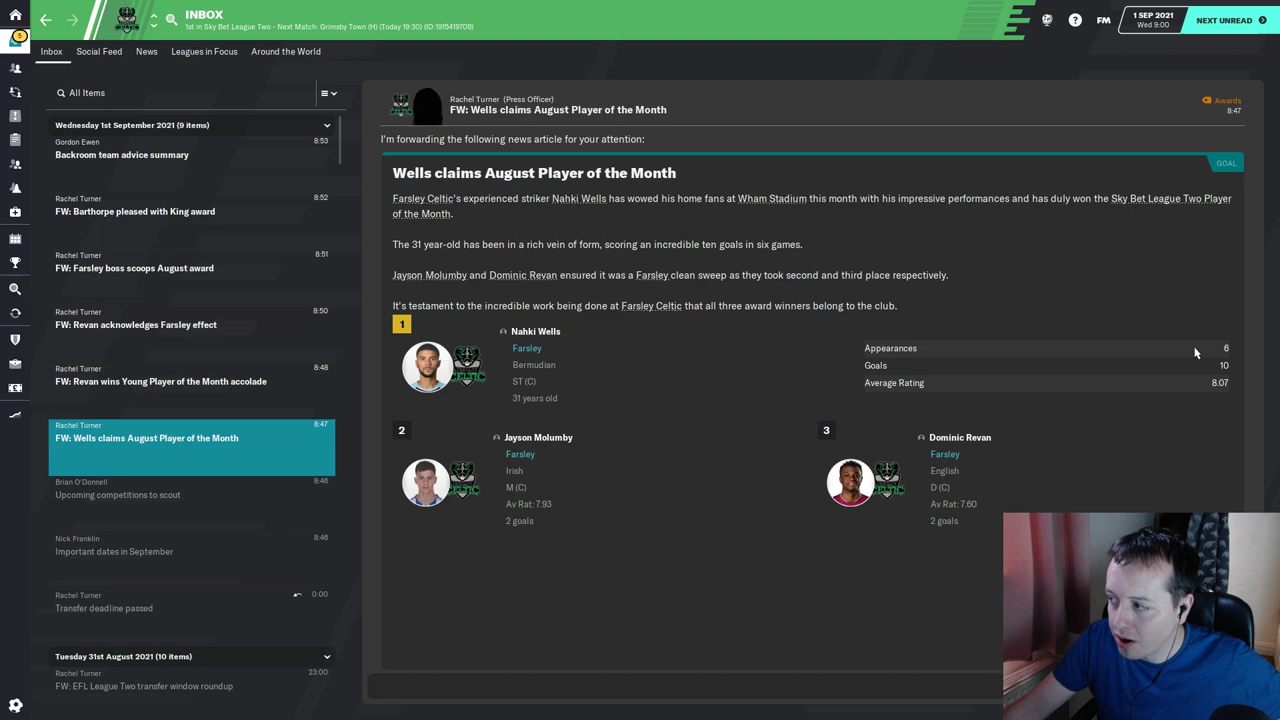 INBOX
1st in Sky Bet League Two - Next Match: Grimsby Town (H) (Today 19:30) (ID:1915419709)
FM
1 SEP 2021
Wed 9:00
NEXT UNREAD
5
Inbox
Social Feed
News
Leagues in Focus
Around the World
All Items
Wednesday 1st September 2021 (9 items)
Gordon Ewen
8:53
Backroom team advice summary
Rachel Turner
8:52
FW: Barthorpe pleased with King award
Rachel Turner
8:51
FW: Farsley boss scoops August award
Rachel Turner
8:50
FW: Revan acknowledges Farsley effect
Rachel Turner
8:48
FW: Revan wins Young Player of the Month accolade
Rachel Turner
8:47
FW: Wells claims August Player of the Month
Brian O'Donnell
8:46
Upcoming competitions to scout
Nick Franklin
8:46
Important dates in September
Rachel Turner
0:00
Transfer deadline passed
Tuesday 31st August 2021 (10 items)
Rachel Turner
23:00
FW: EFL League Two transfer window roundup
Rachel Turner (Press Officer)
FW: Wells claims August Player of the Month
Awards
8:47
I'm forwarding the following news article for your attention:
GOAL
Wells claims August Player of the Month
Farsley Celtic's experienced striker Nahki Wells has wowed his home fans at Wham Stadium this month with his impressive performances and has duly won the Sky Bet League Two Player
of the Month.
The 31 year-old has been in a rich vein of form, scoring an incredible ten goals in six games.
Jayson Molumby and Dominic Revan ensured it was a Farsley clean sweep as they took second and third place respectively.
It's testament to the incredible work being done at Farsley Celtic that all three award winners belong to the club.
1
Nahki Wells
Farsley
Bermudian
ST (C)
31 years old
Appearances 6
Goals 10
Average Rating 8.07
2
Jayson Molumby
Farsley
Irish
M (C)
Av Rat: 7.93
2 goals
3
Dominic Revan
Farsley
English
D (C)
Av Rat: 7.60
2 goals